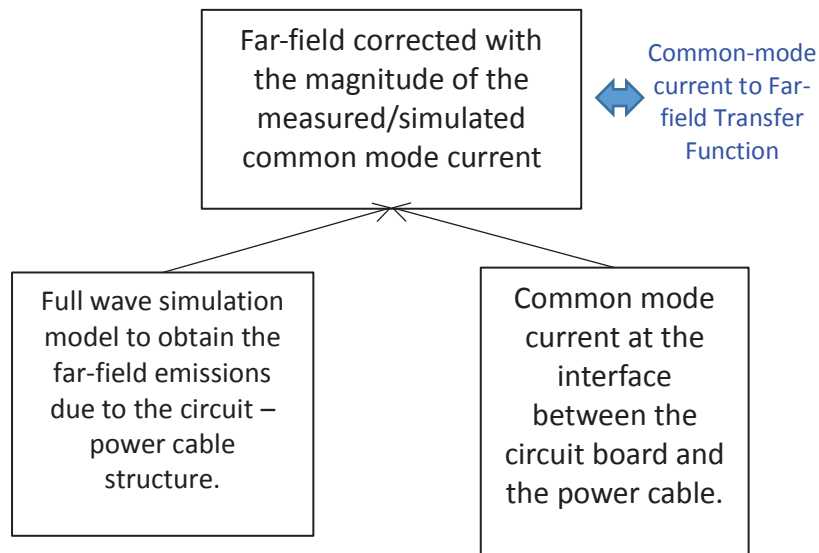 Far-field corrected with
the magnitude of the
measured/simulated
common mode current
Common-mode
current to Far-
field Transfer
Function
Full wave simulation
model to obtain the
far-field emissions
due to the circuit –
power cable
structure.
Common mode
current at the
interface
between the
circuit board and
the power cable.